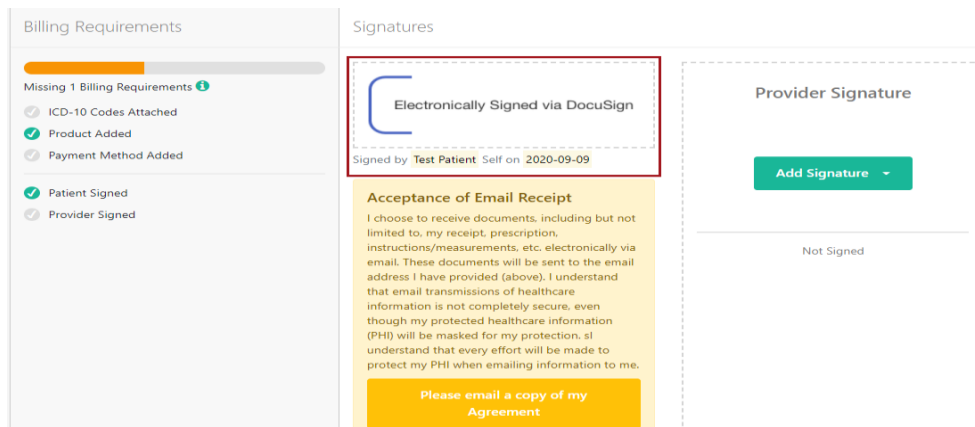 Billing Requirements
Missing 1 Billing Requirements
ICD-10 Codes Attached
Product Added
Payment Method Added
Patient Signed
Provider Signed
Signatures
Electronically Signed via DocuSign
Signed by Test Patient Self on 2020-09-09
Acceptance of Email Receipt
I choose to receive documents, including but not
limited to, my receipt, prescription,
instructions/measurements, etc. electronically via
email. These documents will be sent to the email
address I have provided (above). I understand
that email transmissions of healthcare
information is not completely secure, even
though my protected healthcare information
(PHI) will be masked for my protection. sI
understand that every effort will be made to
protect my PHI when emailing information to me.
Please email a copy of my
Agreement
Provider Signature
Add Signature
Not Signed